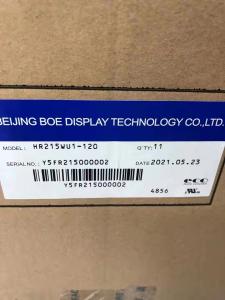 BEIJING BOE DISPLAY TECHNOLOGY CO.,LTD.
MODEL: HR215WU1-120 Q'TY: 11
SERIAL NO.: Y5FR215000002 DATE 2021.05.23
Y5FR215000002
4856
eco